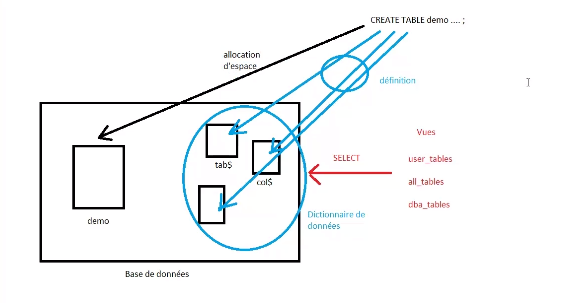 CREATE TABLE demo .... ;
allocation
d'espace
définition
Vues
tab$
SELECT
user_tables
col$
all_tables
dba_tables
demo
Dictionaire de
données
Base de données